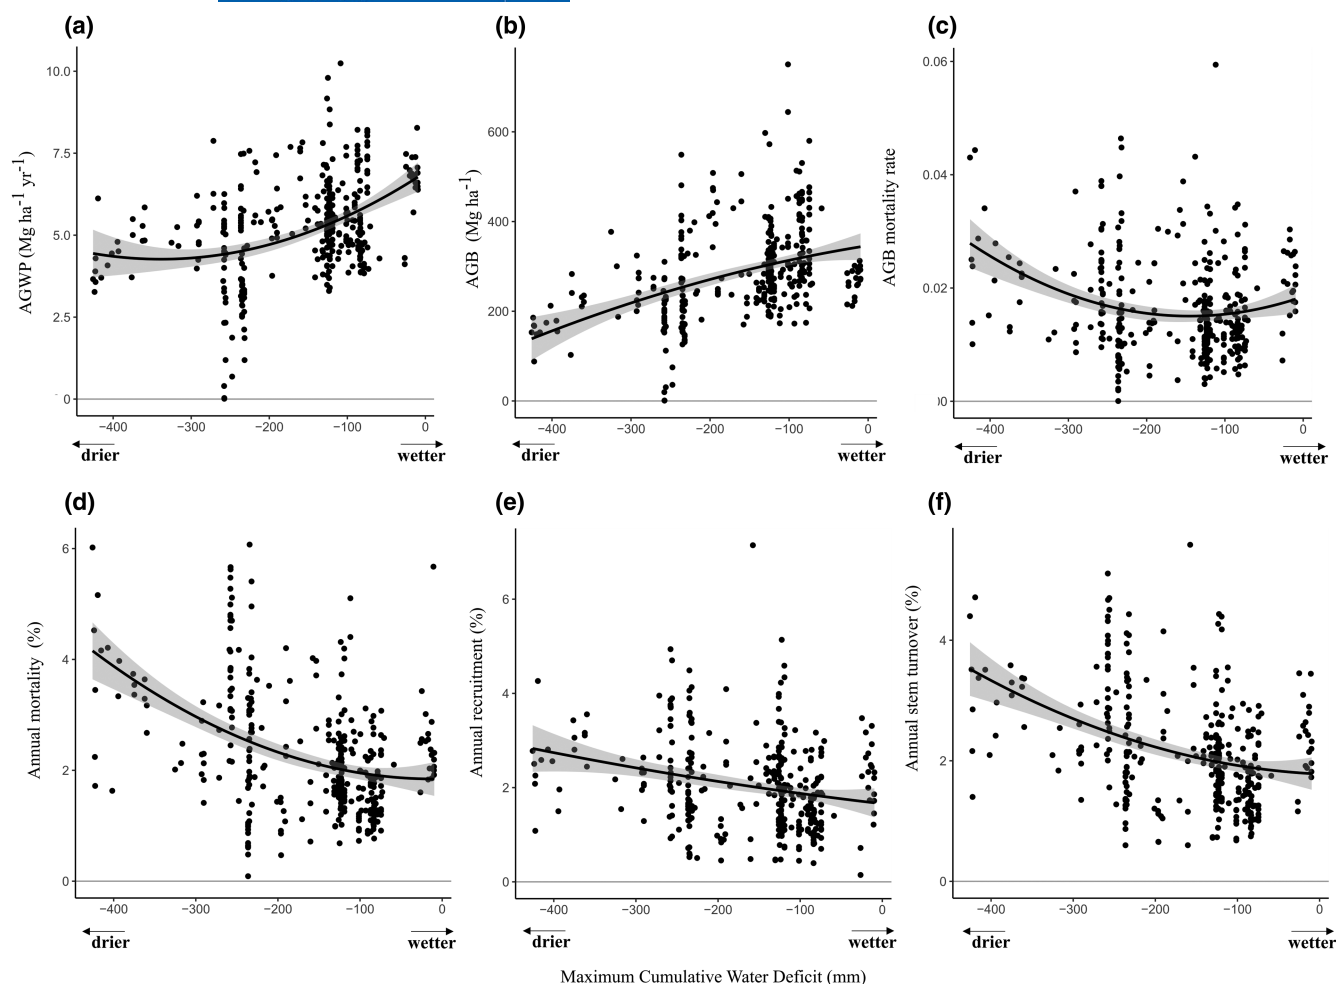 (a)
(b)
(c)
AGWP (Mg ha⁻¹ yr⁻¹)
10.0
7.5
5.0
2.5
0
−400 −300 −200 −100 0
drier wetter
AGB (Mg ha⁻¹)
600
400
200
0
−400 −300 −200 −100 0
drier wetter
AGB mortality rate
0.06
0.04
0.02
00
−400 −300 −200 −100 0
drier wetter
(d)
(e)
(f)
Annual mortality (%)
6
4
2
0
−400 −300 −200 −100 0
drier wetter
Annual recruitment (%)
6
4
2
0
−400 −300 −200 −100 0
drier wetter
Annual stem turnover (%)
4
2
0
−400 −300 −200 −100 0
drier wetter
Maximum Cumulative Water Deficit (mm)